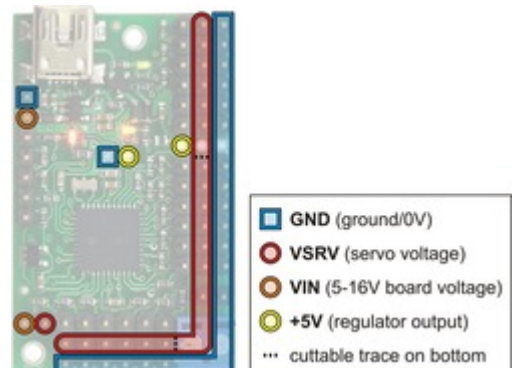 GND (ground/0V)
VSRV (servo voltage)
VIN (5-16V board voltage)
+5V (regulator output)
cuttable trace on bottom